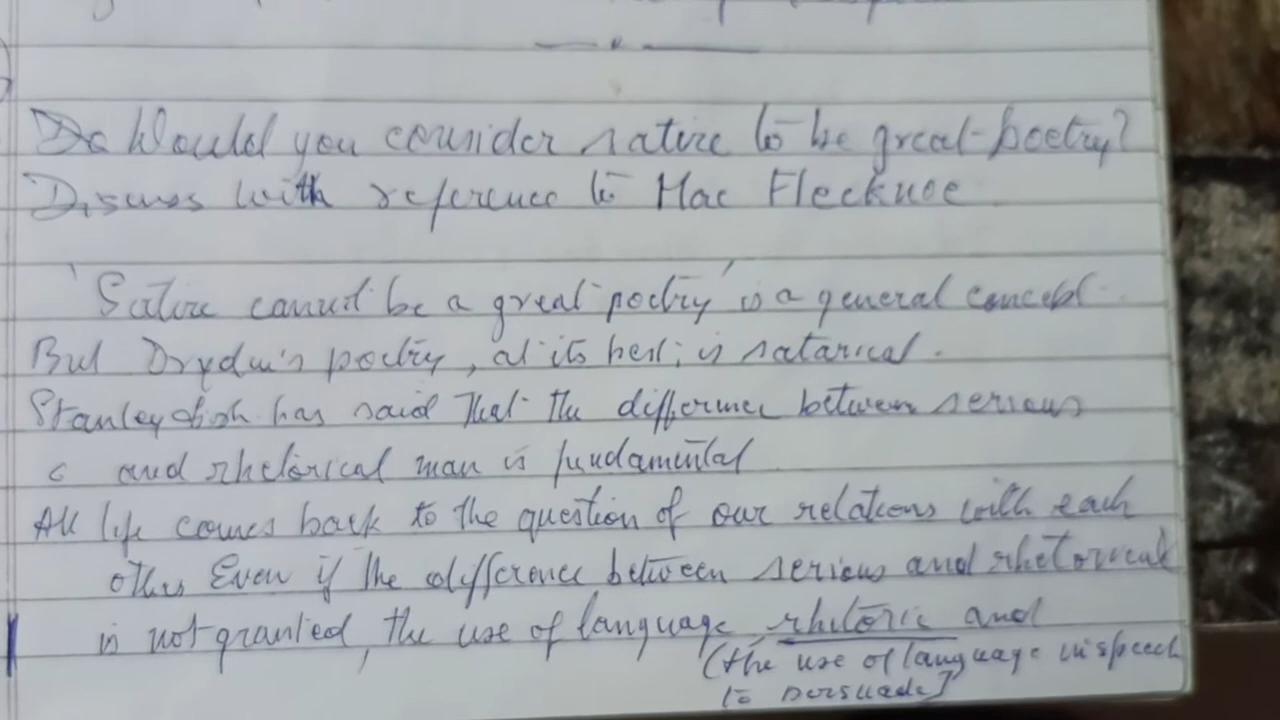 Would you consider satire to be great poetry?
Discuss with reference to Mac Flecknoe
'Satire cannot be a great poetry' is a general concept.
But Dryden's poetry, at its best, is satarical.
Stanley Fish has said that the difference between serious
and rhetorical man is fundamental
All life comes back to the question of our relations with each
other Even if the difference between serious and rhetorical
is not granted, the use of language rhetoric and
(the use of language in speech
to persuade)